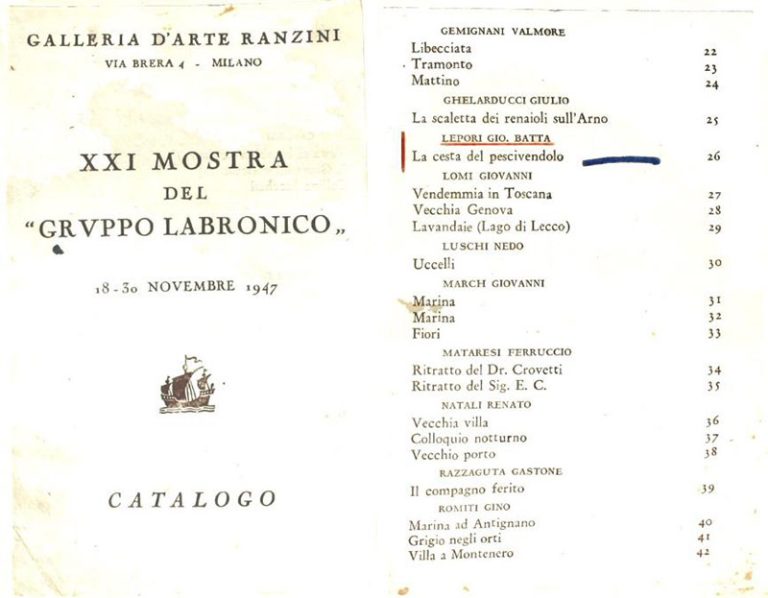 GALLERIA D'ARTE RANZINI
VIA BRERA 4 - MILANO
XXI MOSTRA
DEL
"GRVPPO LABRONICO„
18-30 NOVEMBRE 1947
CATALOGO
GEMIGNANI VALMORE
Libecciata 22
Tramonto 23
Mattino 24
GHELARDUCCI GIULIO
La scaletta dei renaioli sull'Arno 25
LEPORI GIO. BATTA
La cesta del pescivendolo 26
LOMI GIOVANNI
Vendemmia in Toscana 27
Vecchia Genova 28
Lavandaie (Lago di Lecco) 29
LUSCHI NEDO
Uccelli 30
MARCH GIOVANNI
Marina 31
Marina 32
Fiori 33
MATARESI FERRUCCIO
Ritratto del Dr. Crovetti 34
Ritratto del Sig. E. C. 35
NATALI RENATO
Vecchia villa 36
Colloquio notturno 37
Vecchio porto 38
RAZZAGUTA GASTONE
Il compagno ferito 39
ROMITI GINO
Marina ad Antignano 40
Grigio negli orti 41
Villa a Montenero 42